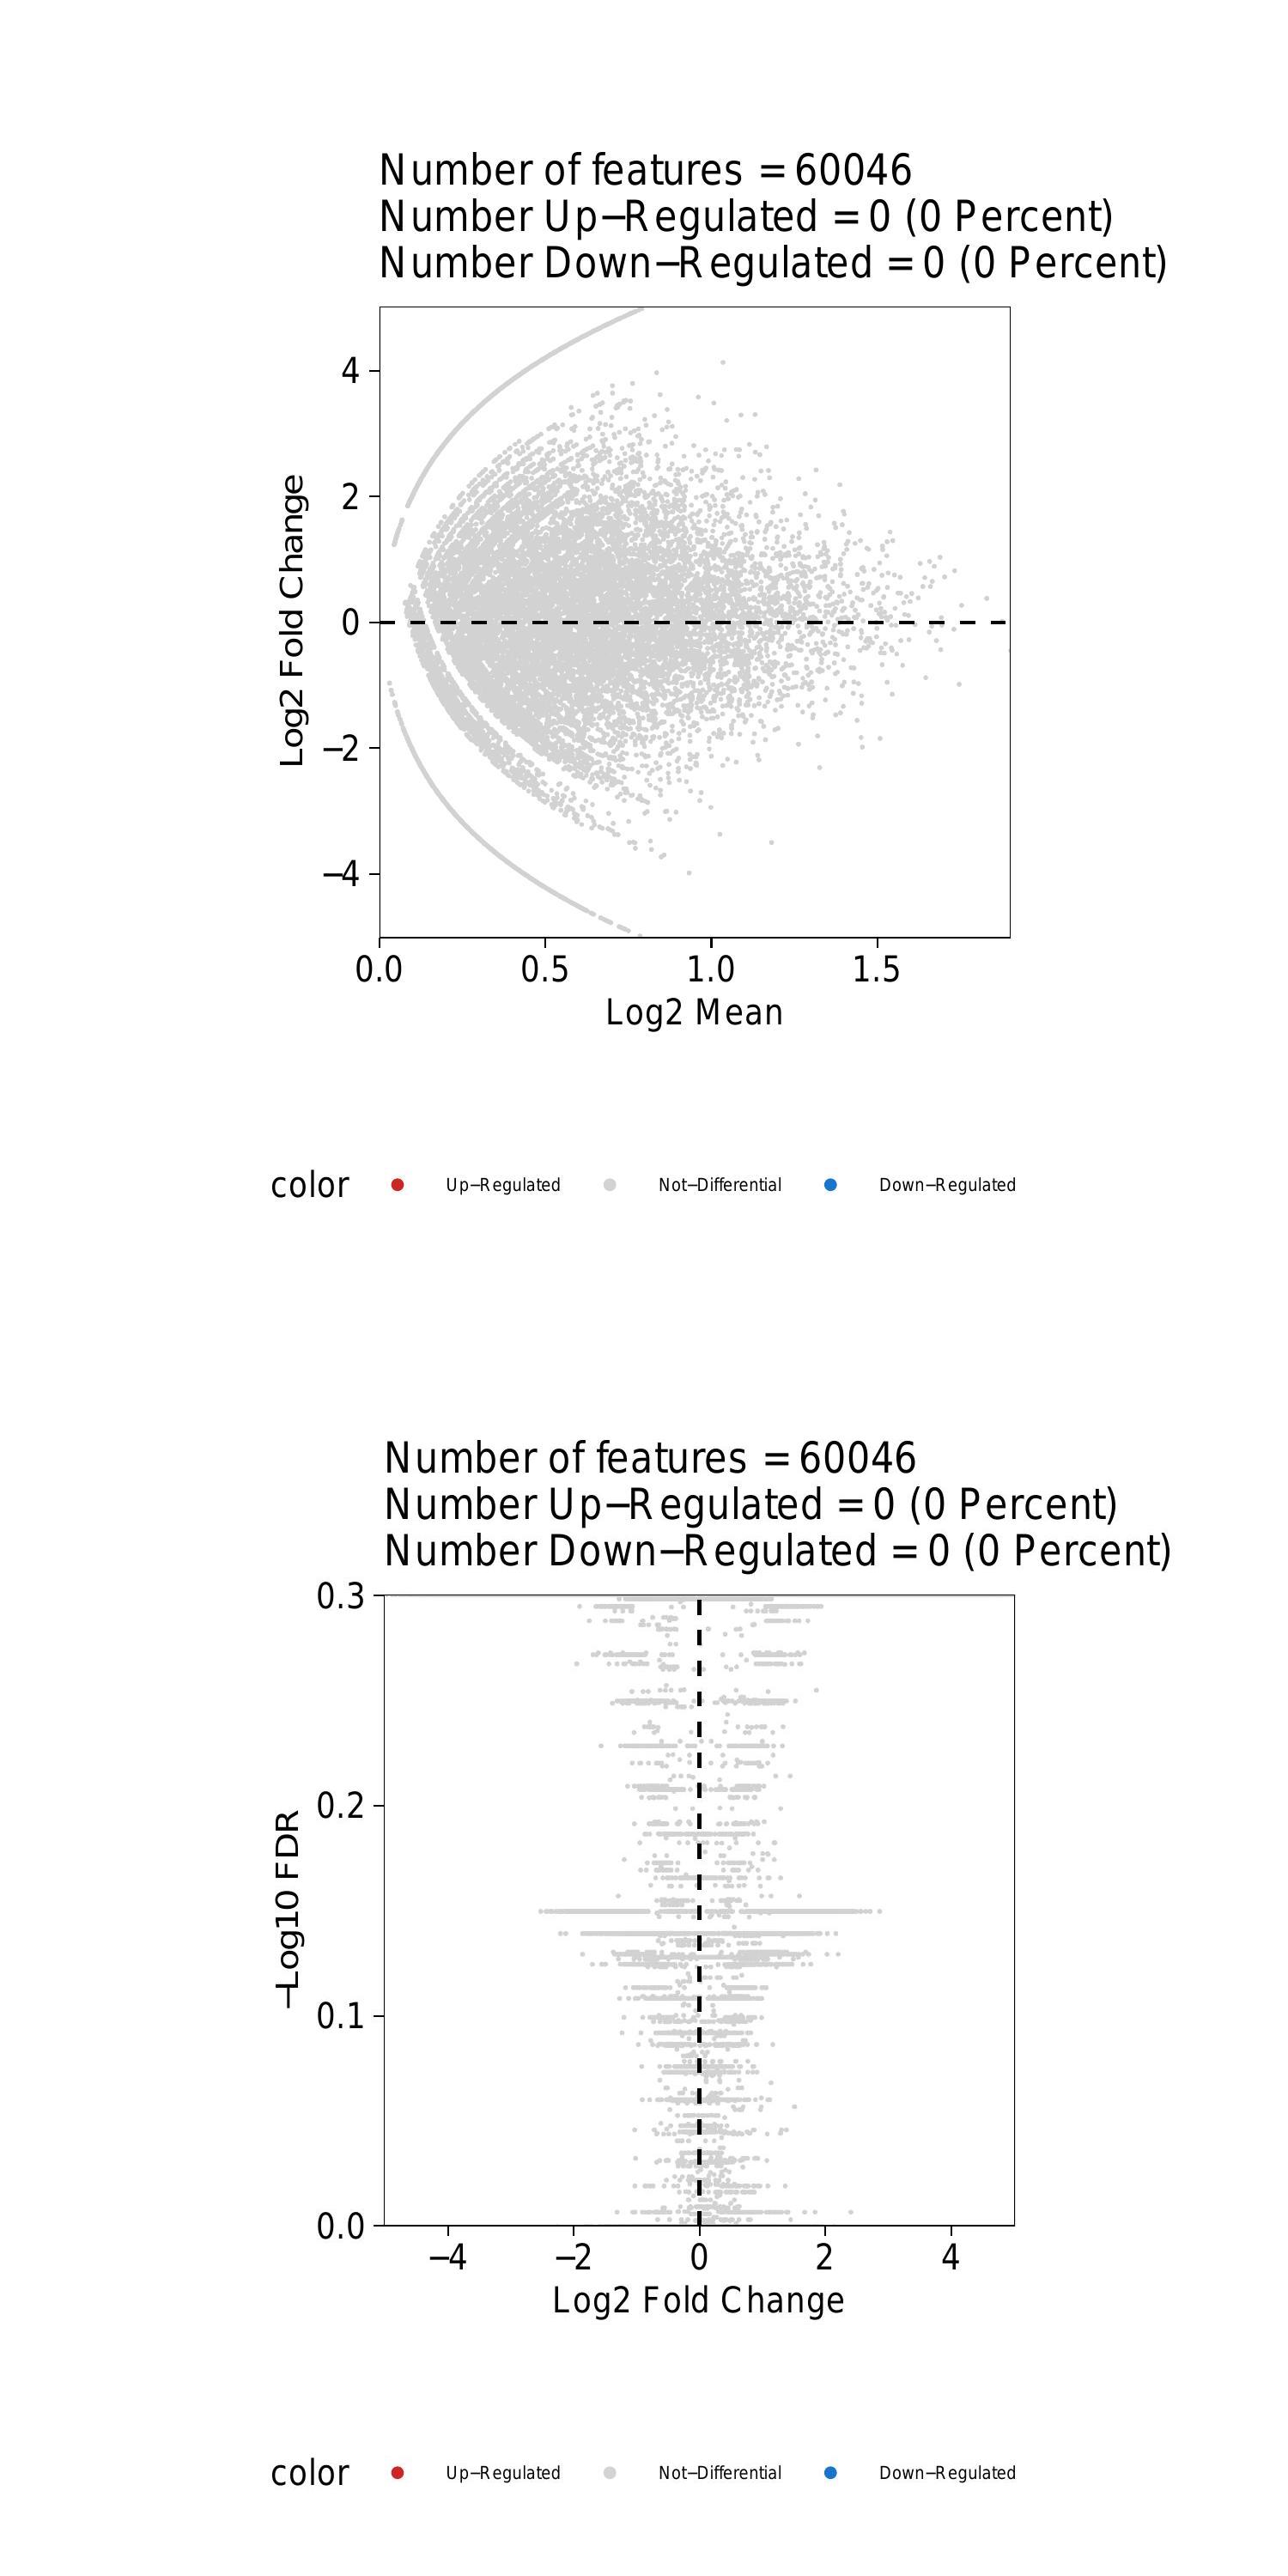 Number of features = 60046
Number Up−Regulated = 0 (0 Percent)
Number Down−Regulated = 0 (0 Percent)
Log2 Fold Change
4
2
0
−2
−4
0.0 0.5 1.0 1.5
Log2 Mean
color Up−Regulated Not−Differential Down−Regulated
Number of features = 60046
Number Up−Regulated = 0 (0 Percent)
Number Down−Regulated = 0 (0 Percent)
−Log10 FDR
0.3
0.2
0.1
0.0
−4 −2 0 2 4
Log2 Fold Change
color Up−Regulated Not−Differential Down−Regulated